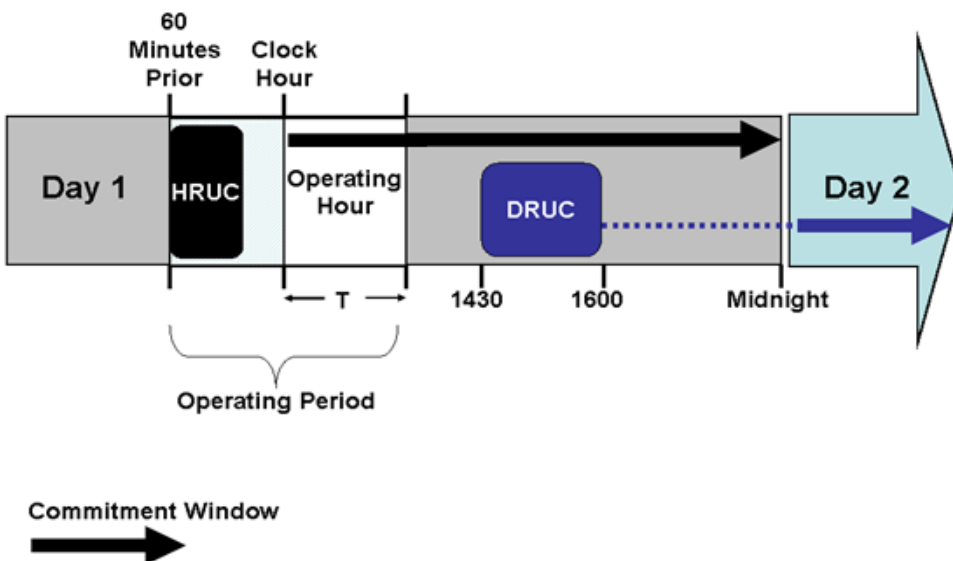 60
Minutes
Prior
Clock
Hour
Day 1
HRUC
Operating
Hour
DRUC
Day 2
T
1430
1600
Midnight
Operating Period
Commitment Window